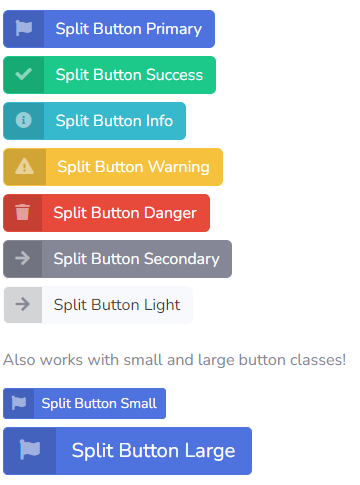 Split Button Primary
Split Button Success
Split Button Info
Split Button Warning
Split Button Danger
Split Button Secondary
Split Button Light
Also works with small and large button classes!
Split Button Small
Split Button Large